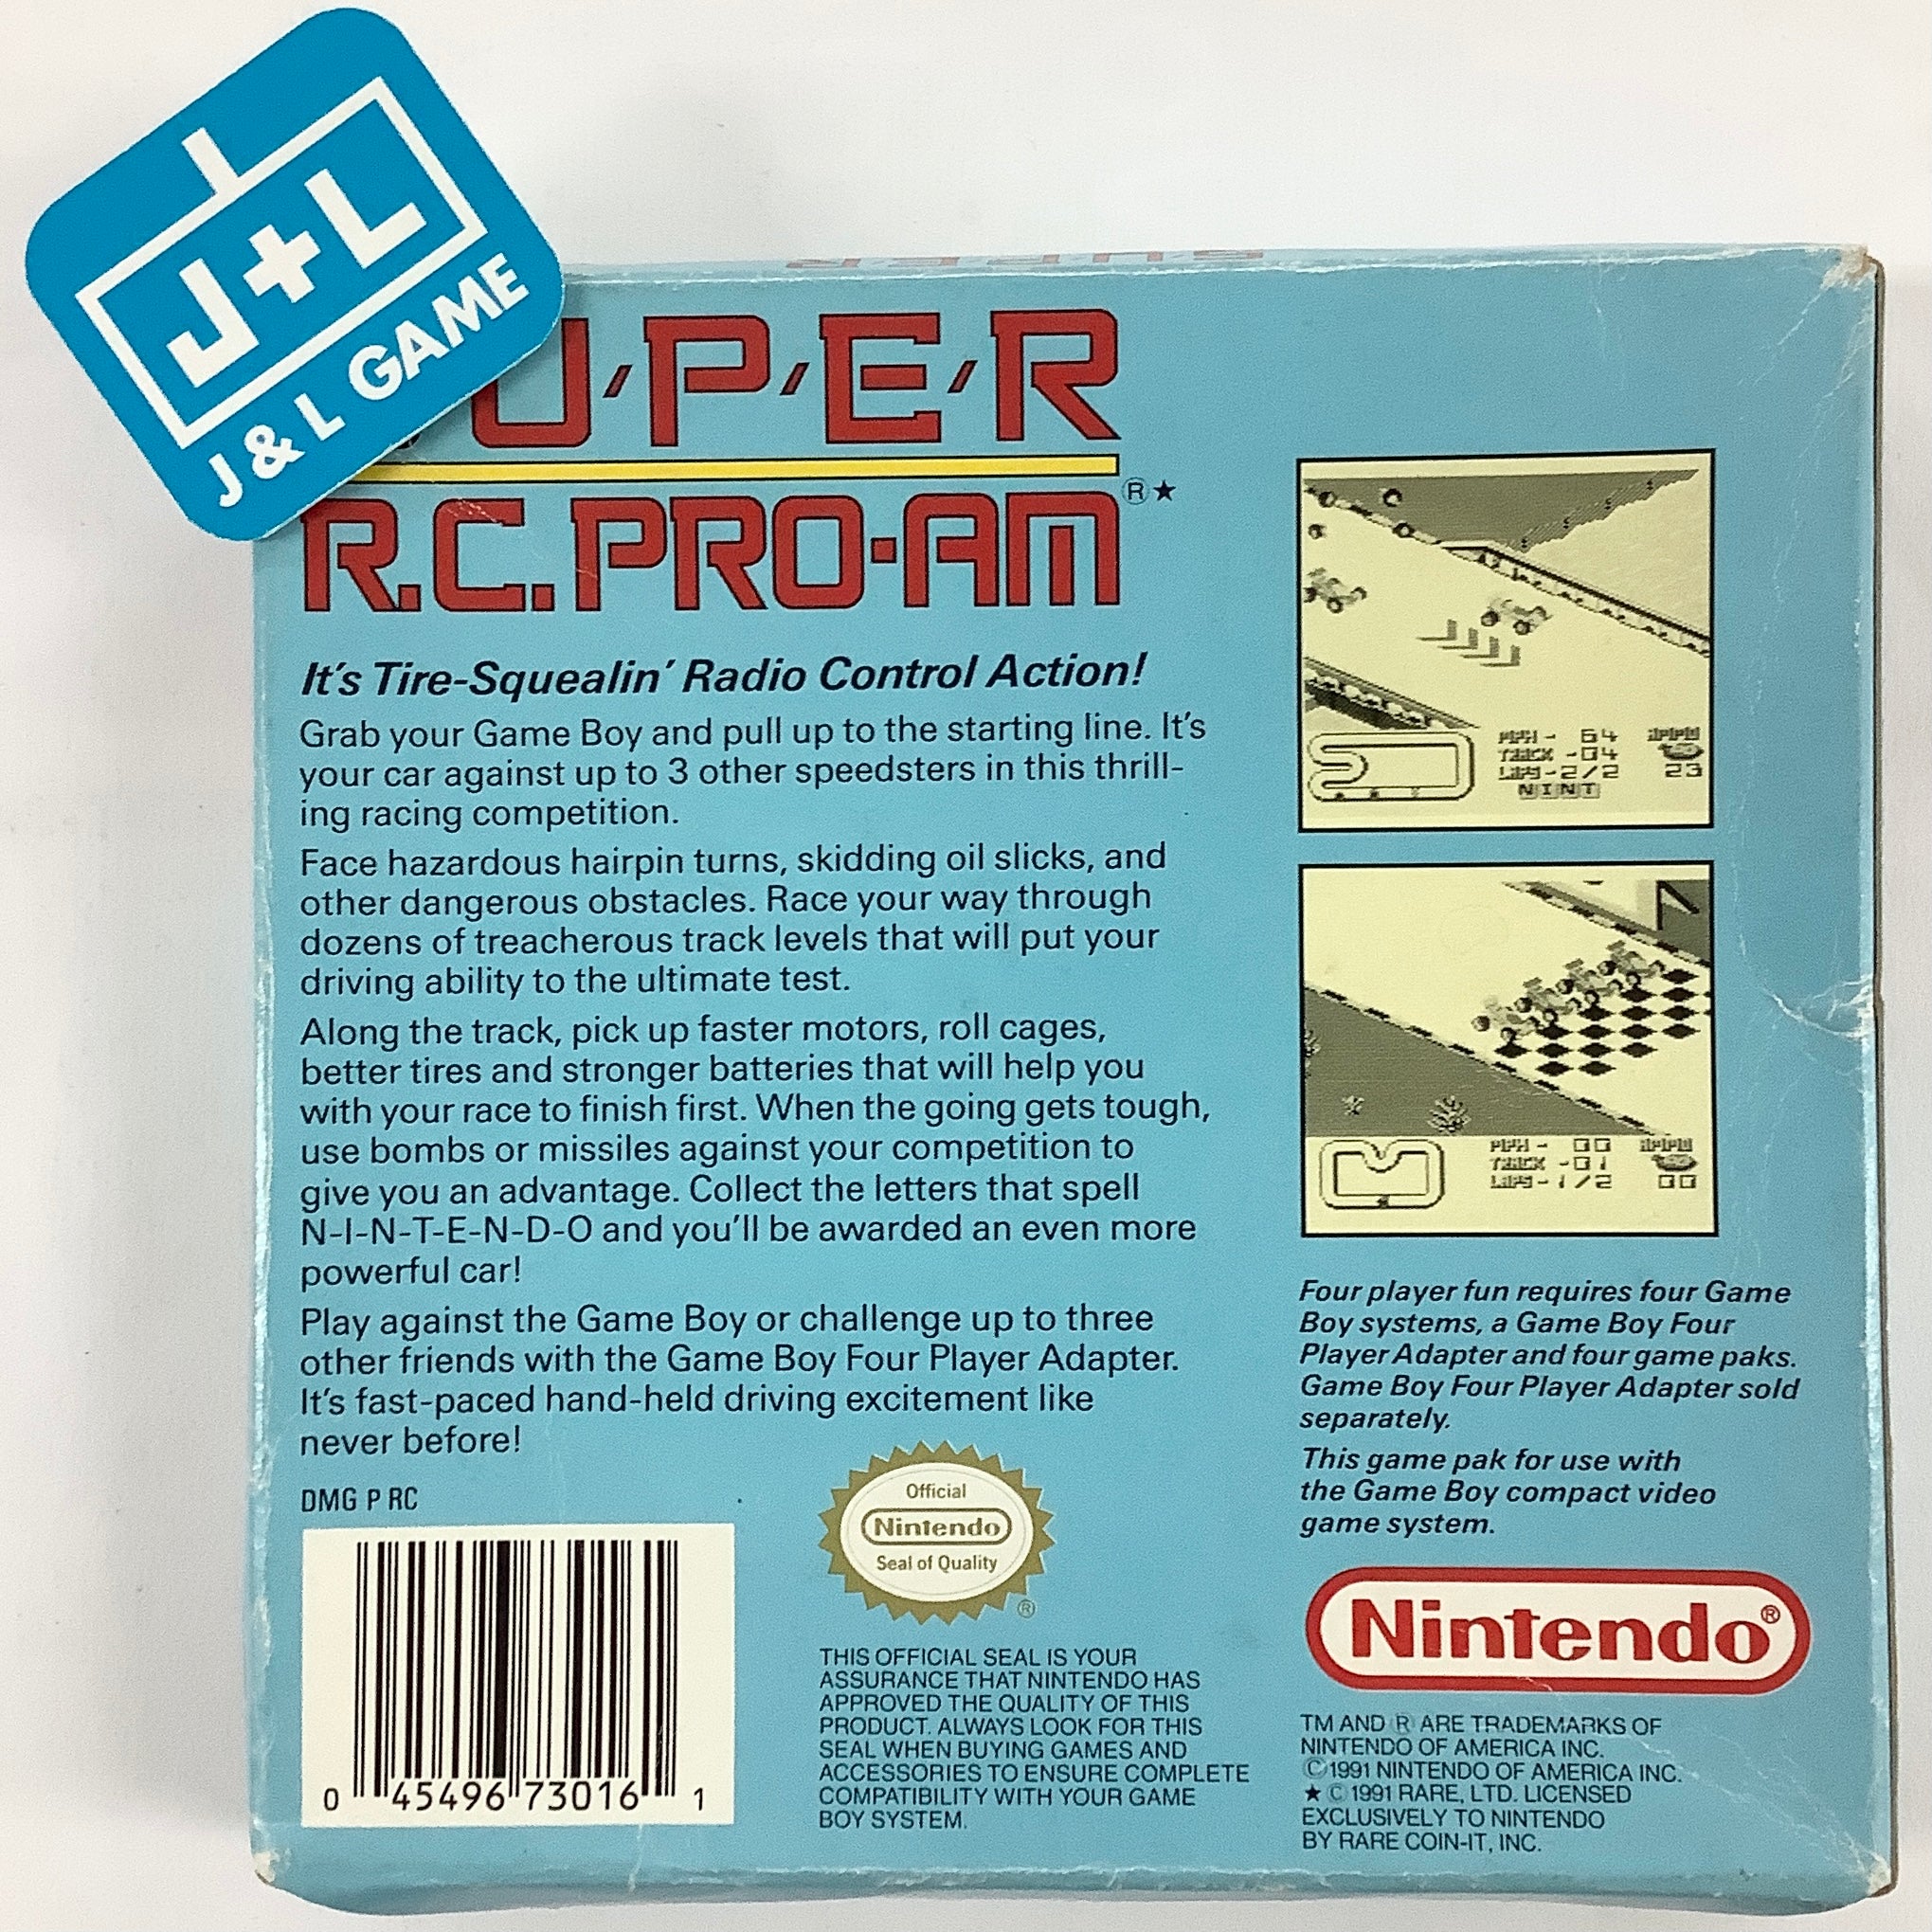 J+L
J & L GAME
S·U·P·E·R
R.C. PRO-AM®★
It's Tire-Squealin' Radio Control Action!
Grab your Game Boy and pull up to the starting line. It's
your car against up to 3 other speedsters in this thrill-
ing racing competition.
Face hazardous hairpin turns, skidding oil slicks, and
other dangerous obstacles. Race your way through
dozens of treacherous track levels that will put your
driving ability to the ultimate test.
Along the track, pick up faster motors, roll cages,
better tires and stronger batteries that will help you
with your race to finish first. When the going gets tough,
use bombs or missiles against your competition to
give you an advantage. Collect the letters that spell
N-I-N-T-E-N-D-O and you'll be awarded an even more
powerful car!
Play against the Game Boy or challenge up to three
other friends with the Game Boy Four Player Adapter.
It's fast-paced hand-held driving excitement like
never before!
DMG P RC
0 45496 73016 1
Official
Nintendo
Seal of Quality
®
THIS OFFICIAL SEAL IS YOUR
ASSURANCE THAT NINTENDO HAS
APPROVED THE QUALITY OF THIS
PRODUCT. ALWAYS LOOK FOR THIS
SEAL WHEN BUYING GAMES AND
ACCESSORIES TO ENSURE COMPLETE
COMPATIBILITY WITH YOUR GAME
BOY SYSTEM.
MPH - 64 AMMO
TRACK - 04
LAPS - 2/2 23
NINT
MPH - 00 AMMO
TRACK - 01
LAPS - 1/2 00
Four player fun requires four Game
Boy systems, a Game Boy Four
Player Adapter and four game paks.
Game Boy Four Player Adapter sold
separately.
This game pak for use with
the Game Boy compact video
game system.
Nintendo®
TM AND ® ARE TRADEMARKS OF
NINTENDO OF AMERICA INC.
©1991 NINTENDO OF AMERICA INC.
★ ©1991 RARE, LTD. LICENSED
EXCLUSIVELY TO NINTENDO
BY RARE COIN-IT, INC.